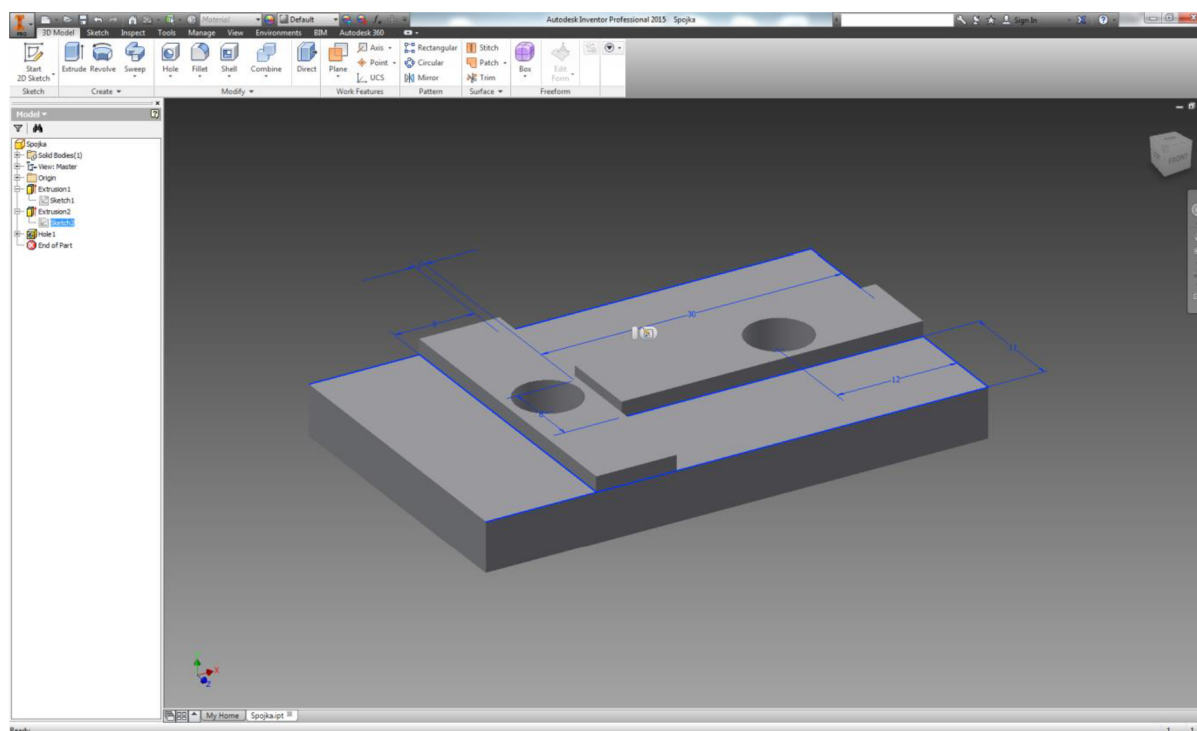 Material
Default
Autodesk Inventor Professional 2015 Spojka
Sign In
PRO
3D Model Sketch Inspect Tools Manage View Environments BIM Autodesk 360
Start
2D Sketch
Extrude Revolve Sweep
Hole Fillet Shell Combine Direct
Plane
Axis
Point
UCS
Rectangular
Circular
Mirror
Stitch
Patch
Trim
Box
Edit
Form
Sketch Create Modify Work Features Pattern Surface Freeform
Model
Spojka
Solid Bodies(1)
View: Master
Origin
Extrusion1
Sketch1
Extrusion2
Hole1
End of Part
FRONT
30
11
12
8
X
Z
My Home Spojka.ipt
Ready
1 1